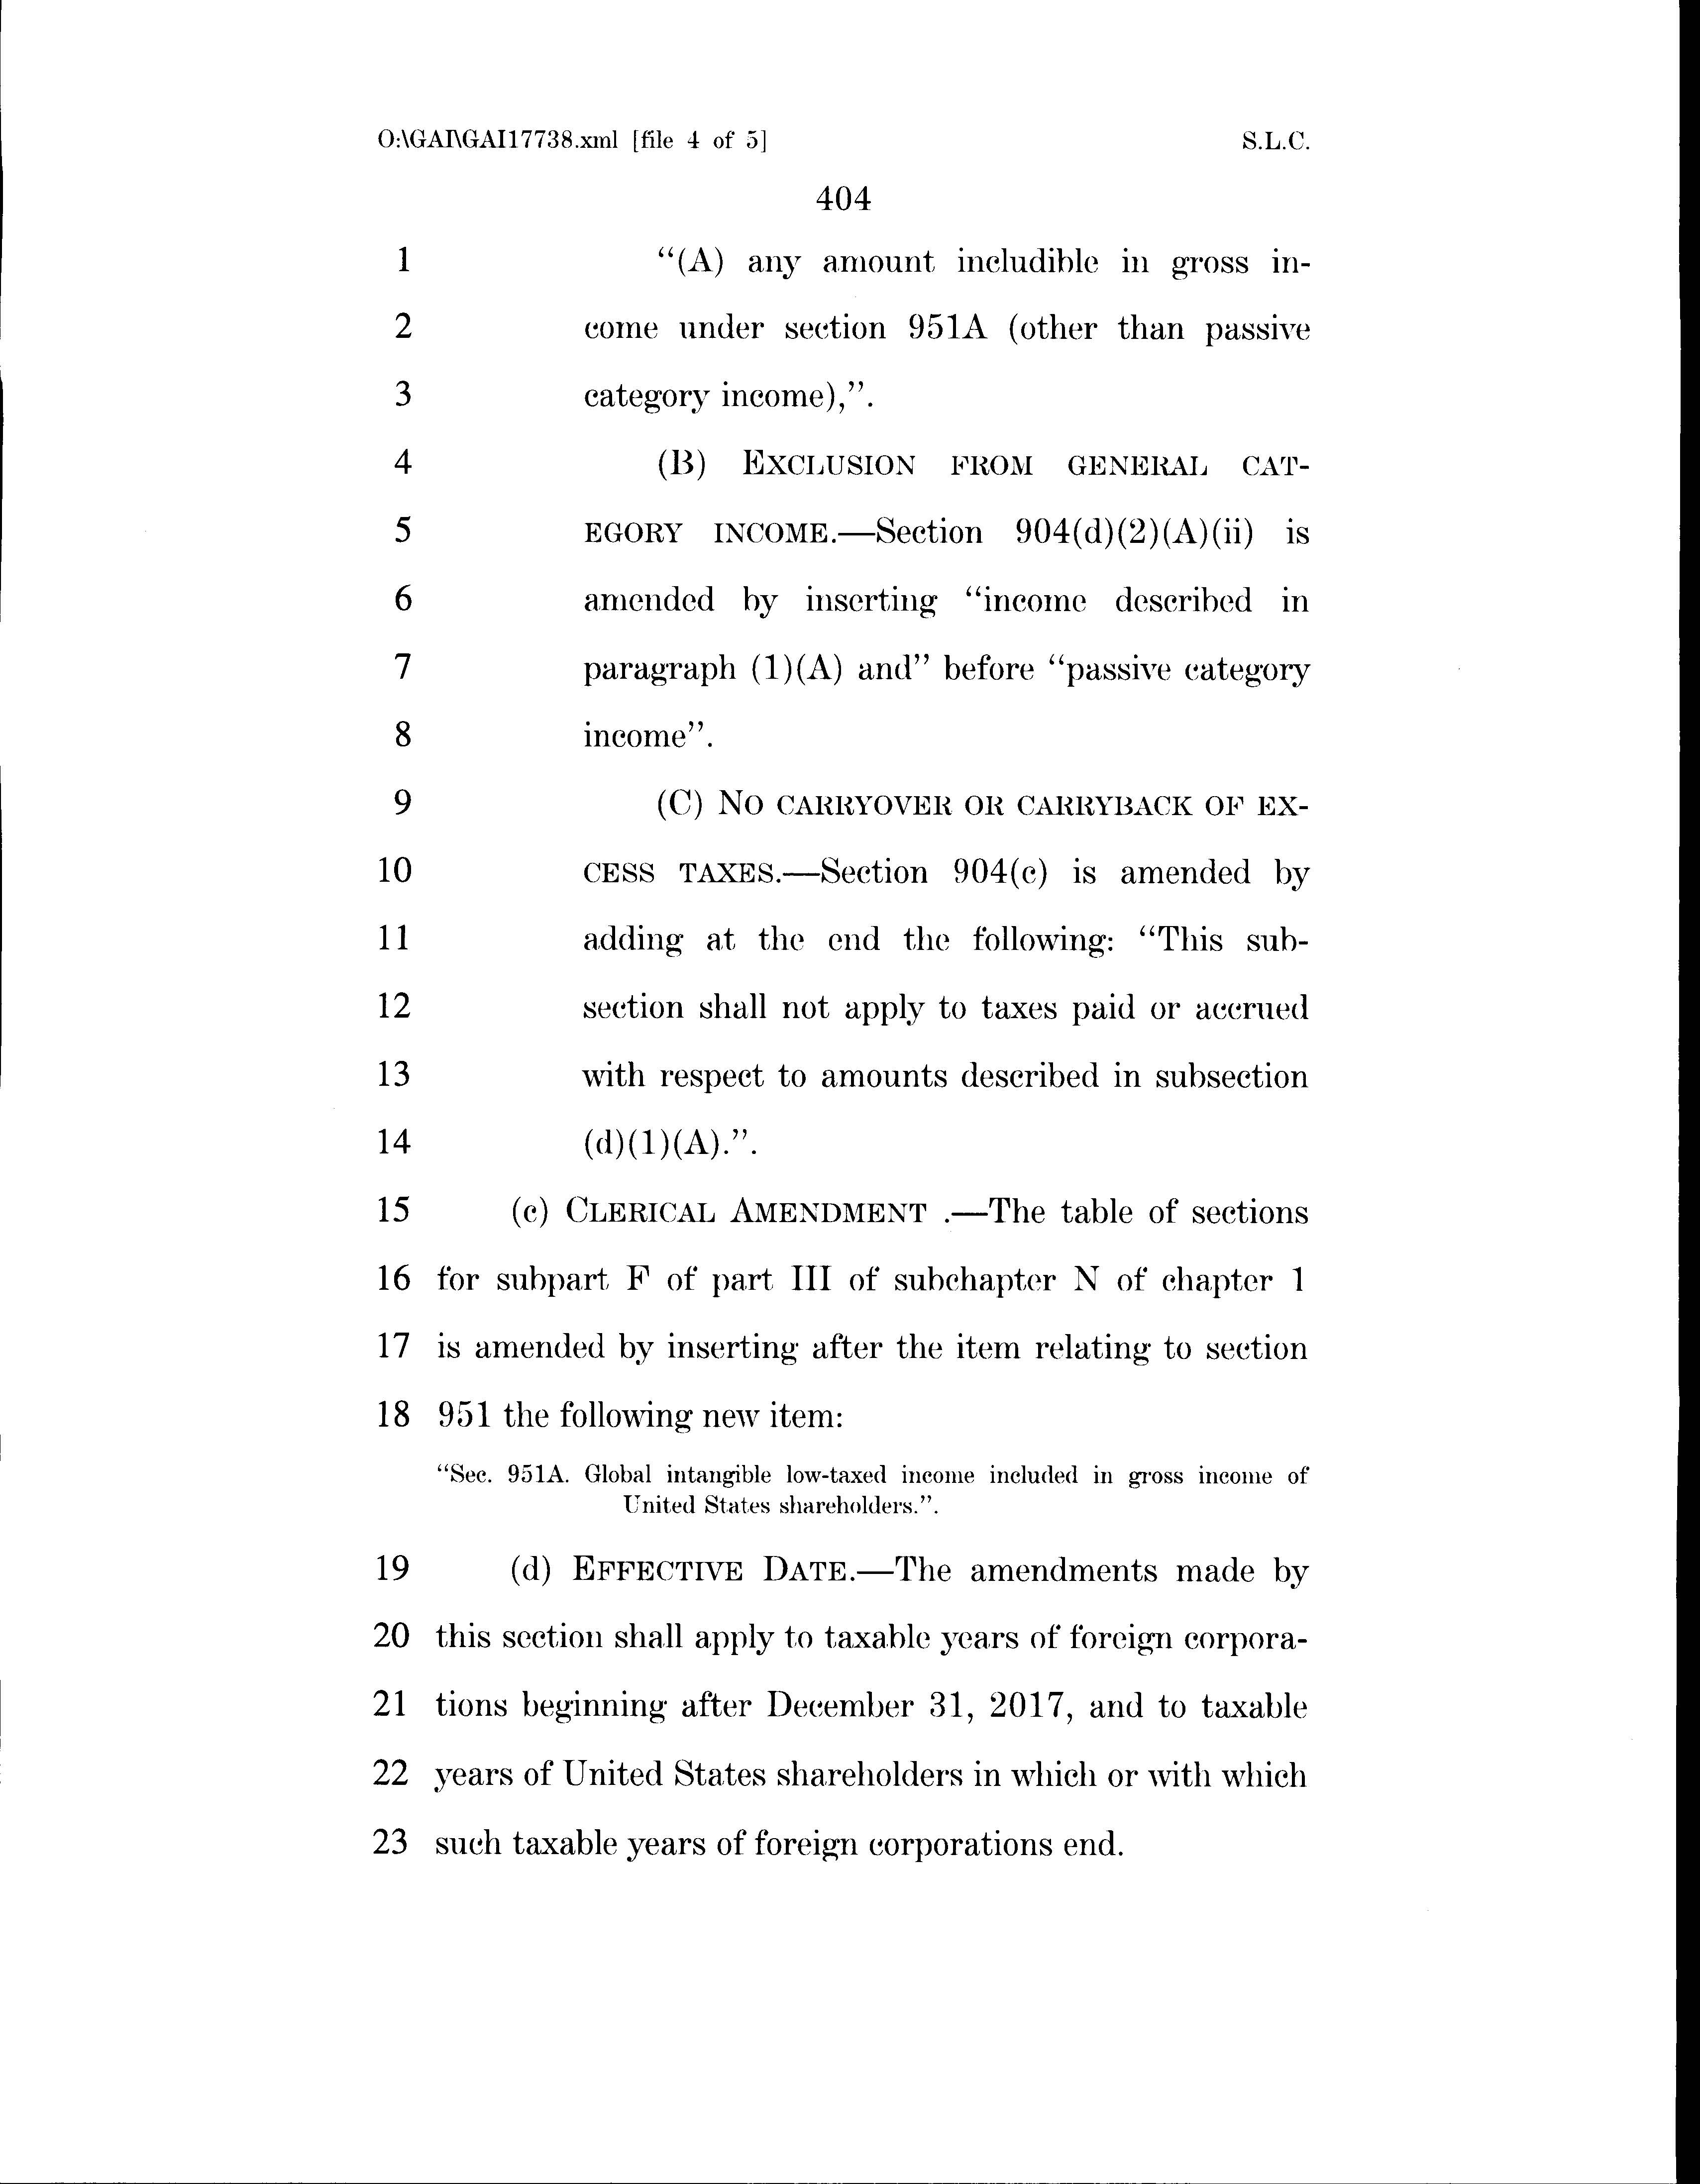 O:\GAI\GAI17738.xml [file 4 of 5] S.L.C.
404
1 “(A) any amount includible in gross in-
2 come under section 951A (other than passive
3 category income),”.
4 (B) EXCLUSION FROM GENERAL CAT-
5 EGORY INCOME.—Section 904(d)(2)(A)(ii) is
6 amended by inserting “income described in
7 paragraph (1)(A) and” before “passive category
8 income”.
9 (C) NO CARRYOVER OR CARRYBACK OF EX-
10 CESS TAXES.—Section 904(c) is amended by
11 adding at the end the following: “This sub-
12 section shall not apply to taxes paid or accrued
13 with respect to amounts described in subsection
14 (d)(1)(A).”.
15 (c) CLERICAL AMENDMENT .—The table of sections
16 for subpart F of part III of subchapter N of chapter 1
17 is amended by inserting after the item relating to section
18 951 the following new item:
“Sec. 951A. Global intangible low-taxed income included in gross income of
United States shareholders.”.
19 (d) EFFECTIVE DATE.—The amendments made by
20 this section shall apply to taxable years of foreign corpora-
21 tions beginning after December 31, 2017, and to taxable
22 years of United States shareholders in which or with which
23 such taxable years of foreign corporations end.